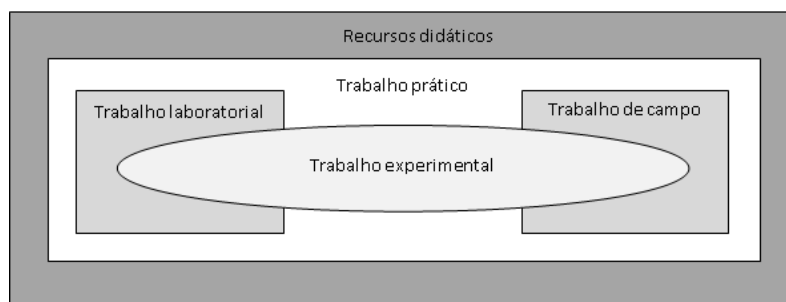 Recursos didáticos
Trabalho prático
Trabalho laboratorial
Trabalho de campo
Trabalho experimental